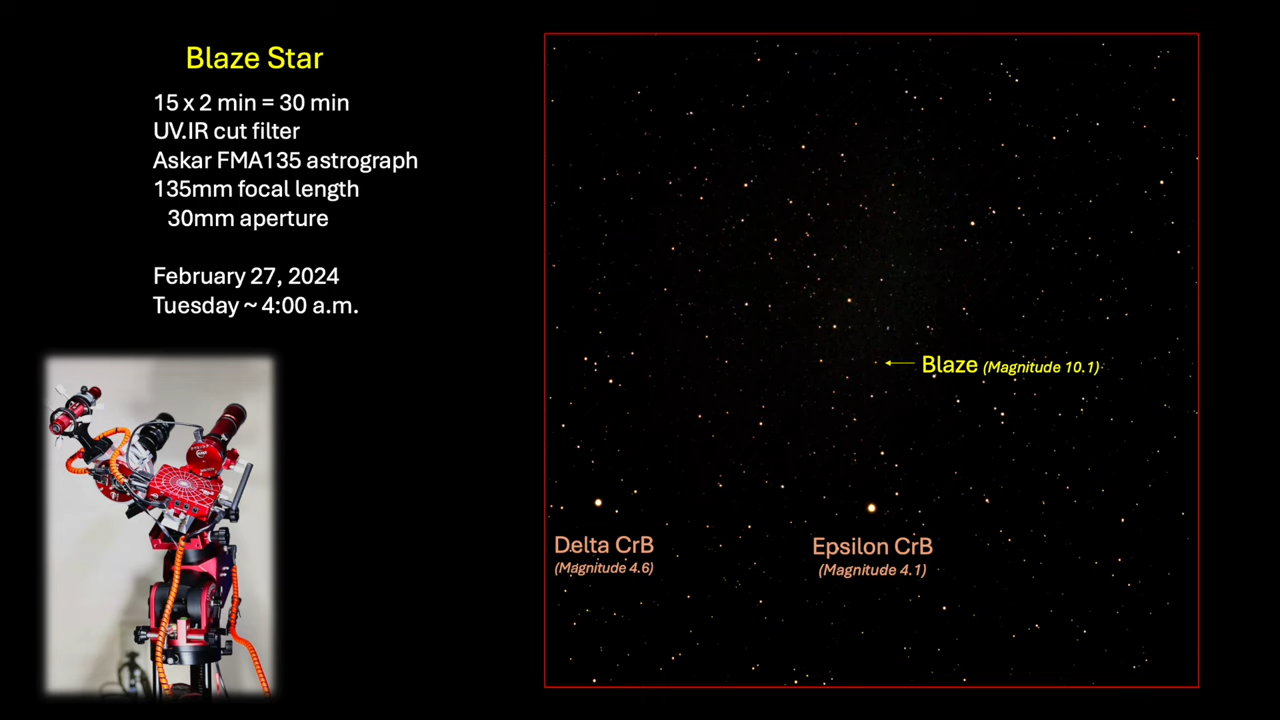 Blaze Star
15 x 2 min = 30 min
UV.IR cut filter
Askar FMA135 astrograph
135mm focal length
30mm aperture
February 27, 2024
Tuesday ~ 4:00 a.m.
Blaze (Magnitude 10.1)
Delta CrB
(Magnitude 4.6)
Epsilon CrB
(Magnitude 4.1)